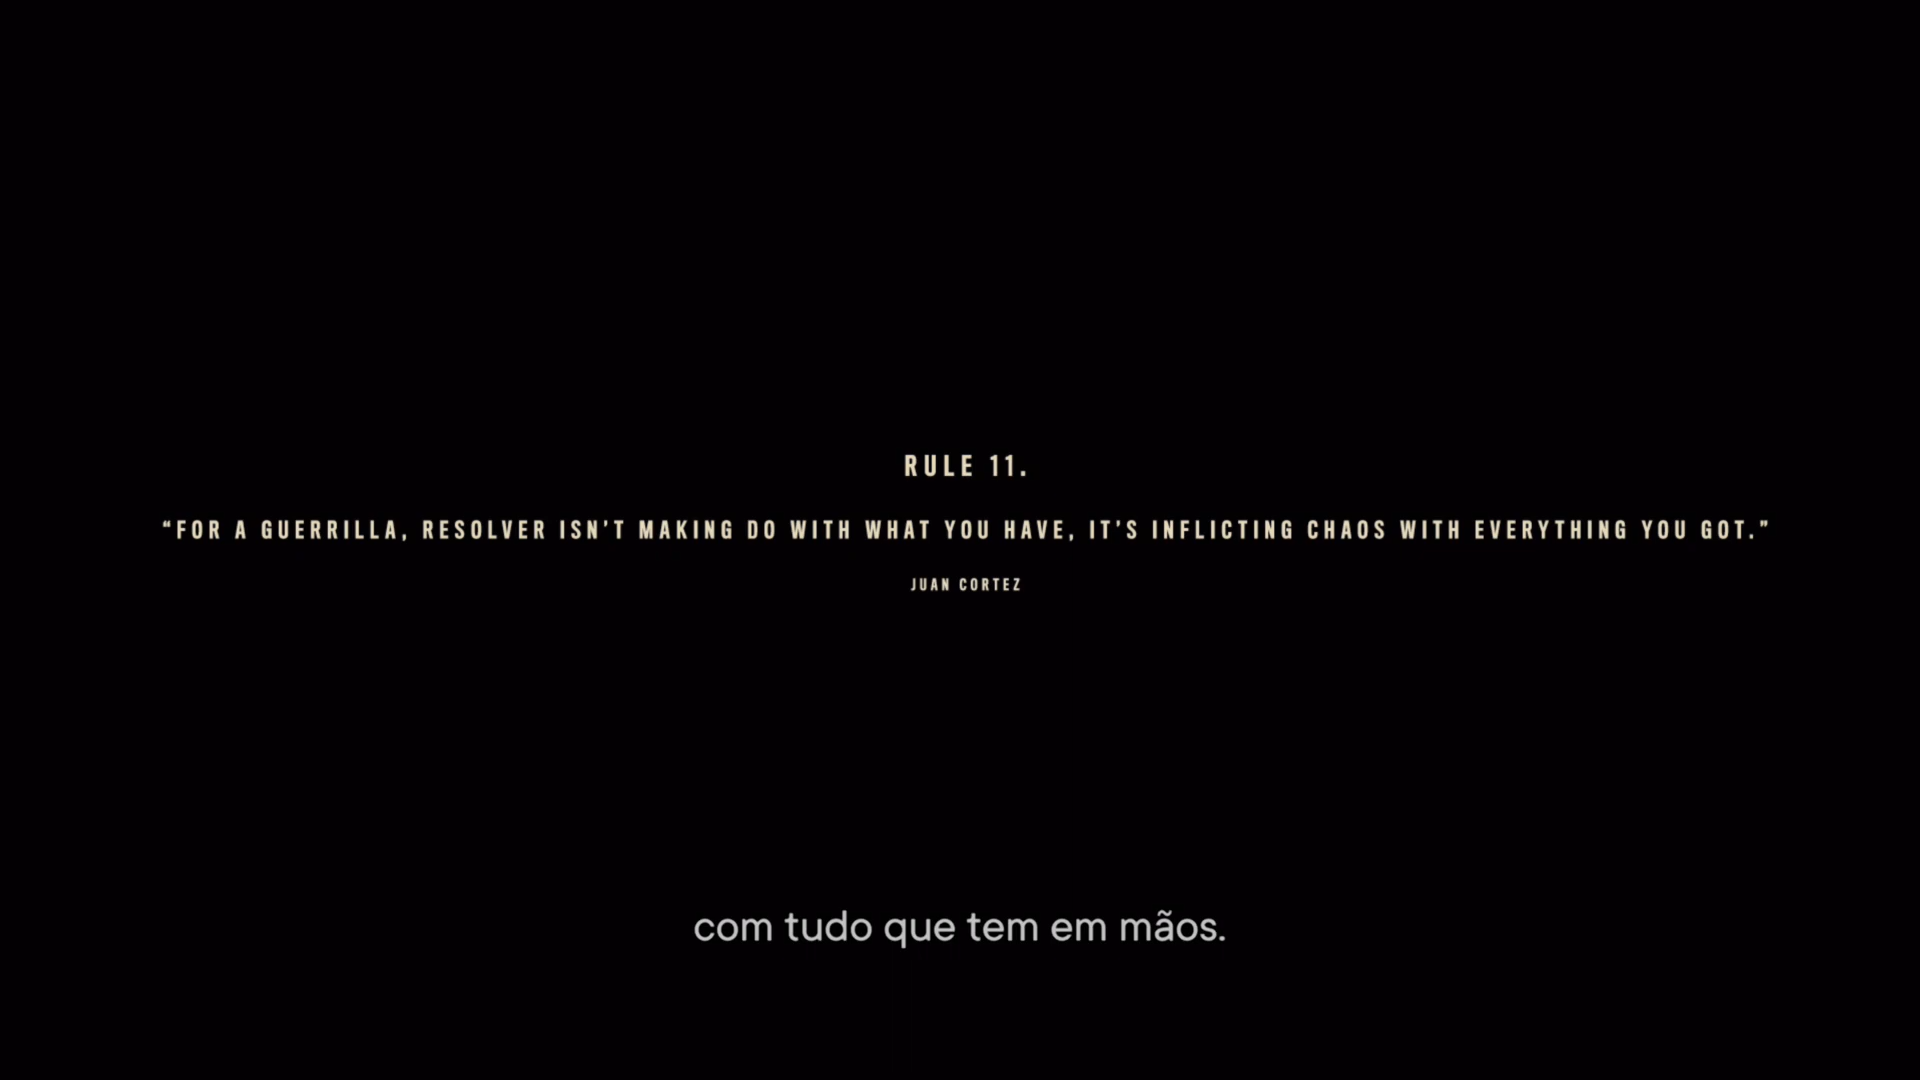 RULE 11.
“FOR A GUERRILLA, RESOLVER ISN’T MAKING DO WITH WHAT YOU HAVE, IT’S INFLICTING CHAOS WITH EVERYTHING YOU GOT.”
JUAN CORTEZ
com tudo que tem em mãos.